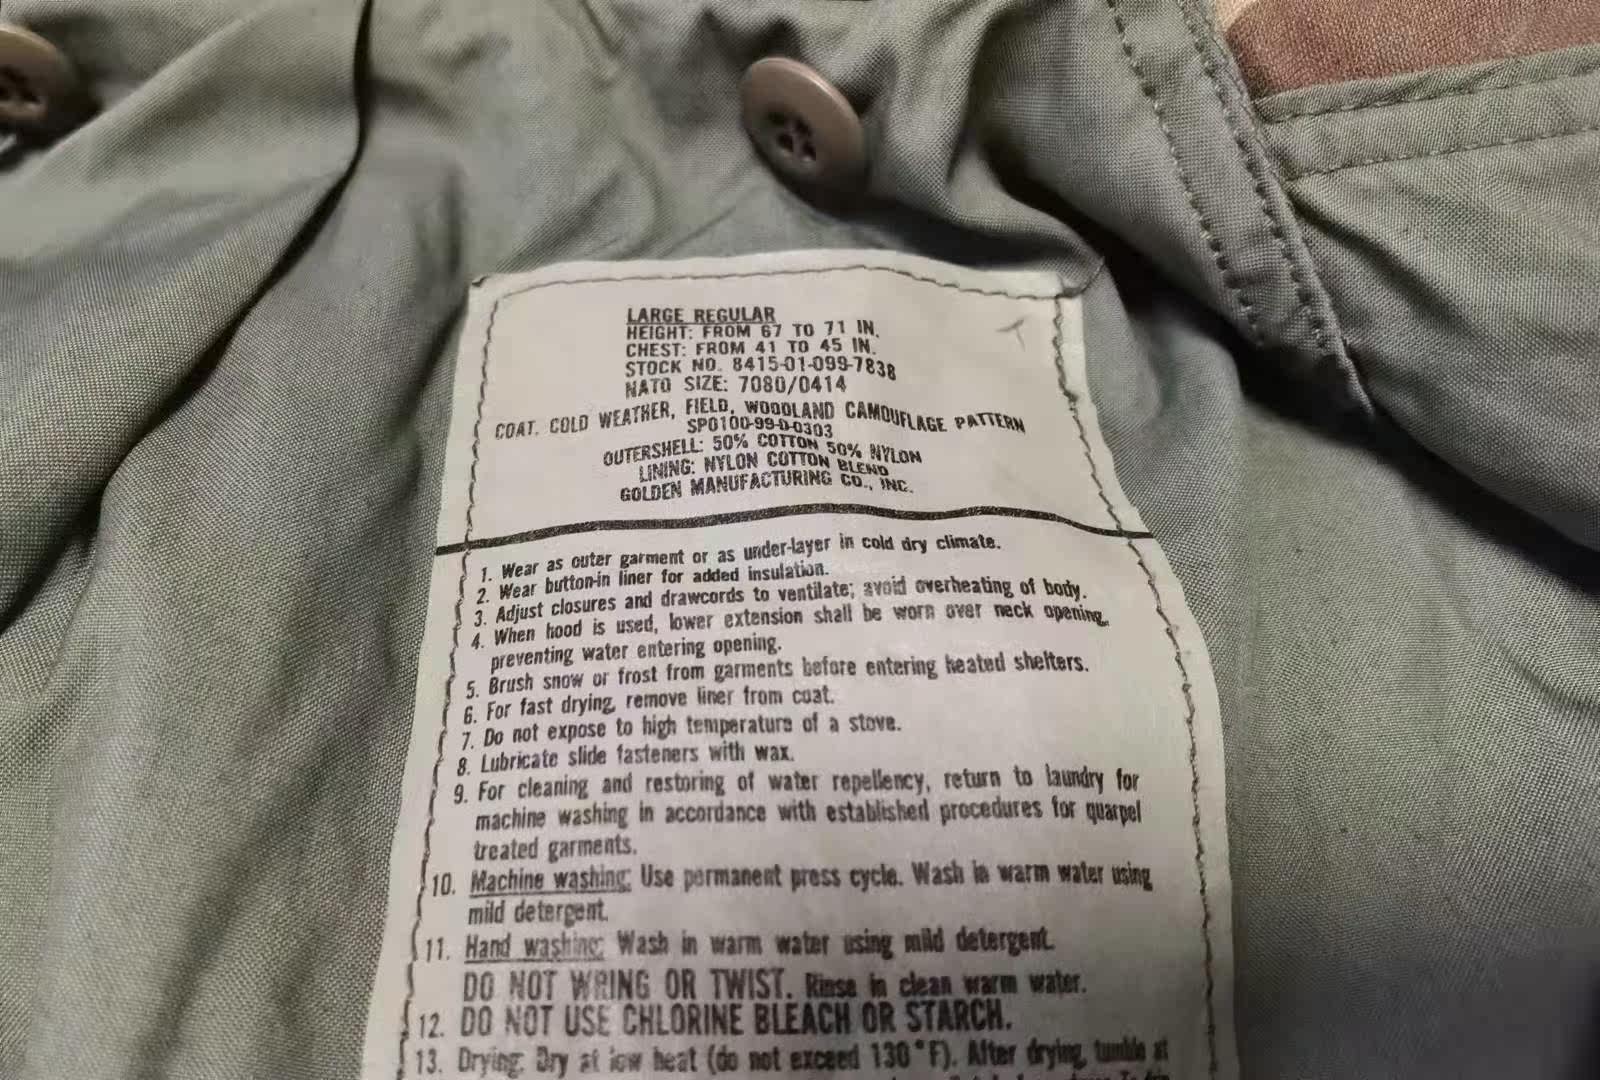 LARGE REGULAR
HEIGHT: FROM 67 TO 71 IN.
CHEST: FROM 41 TO 45 IN.
STOCK NO. 8415-01-099-7838
NATO SIZE: 7080/0414
COAT, COLD WEATHER, FIELD, WOODLAND CAMOUFLAGE PATTERN
SPO100-99-D-0303
OUTERSHELL: 50% COTTON 50% NYLON
LINING: NYLON COTTON BLEND
GOLDEN MANUFACTURING CO., INC.
1. Wear as outer garment or as under-layer in cold dry climate.
2. Wear button-in liner for added insulation.
3. Adjust closures and drawcords to ventilate; avoid overheating of body.
4. When hood is used, lower extension shall be worn over neck opening,
preventing water entering opening.
5. Brush snow or frost from garments before entering heated shelters.
6. For fast drying, remove liner from coat.
7. Do not expose to high temperature of a stove.
8. Lubricate slide fasteners with wax.
9. For cleaning and restoring of water repellency, return to laundry for
machine washing in accordance with established procedures for quarpel
treated garments.
10. Machine washing: Use permanent press cycle. Wash in warm water using
mild detergent.
11. Hand washing: Wash in warm water using mild detergent.
DO NOT WRING OR TWIST. Rinse in clean warm water.
12. DO NOT USE CHLORINE BLEACH OR STARCH.
13. Drying: Dry at low heat (do not exceed 130°F). After drying, tumble at